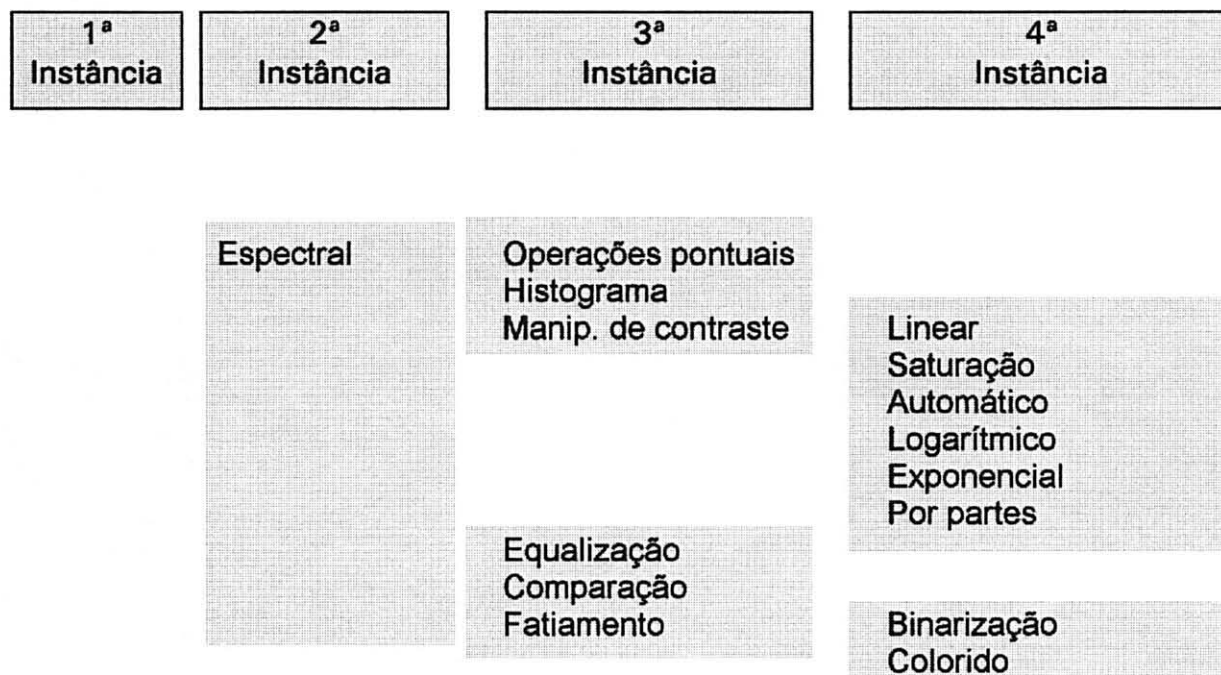 1ª
Instância
2ª
Instância
3ª
Instância
4ª
Instância
Espectral
Operações pontuais
Histograma
Manip. de contraste
Linear
Saturação
Automático
Logarítmico
Exponencial
Por partes
Equalização
Comparação
Fatiamento
Binarização
Colorido